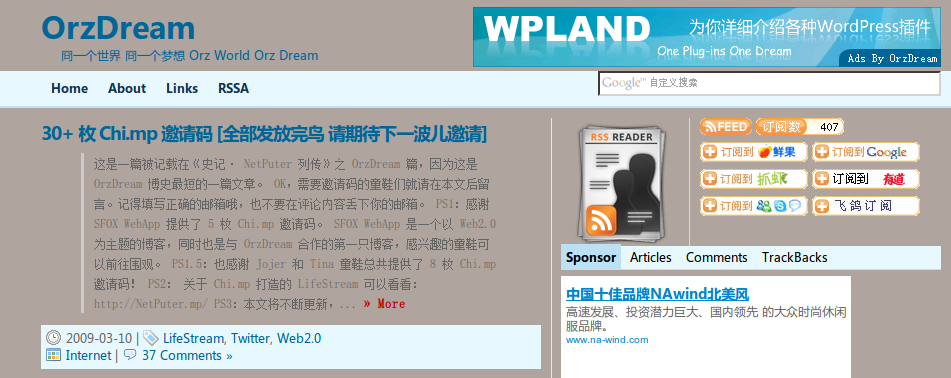 OrzDream
同一个世界 同一个梦想 Orz World Orz Dream
WPLAND
为你详细介绍各种WordPress插件
One Plug-ins One Dream
Ads By OrzDream
Home About Links RSSA
Google™ 自定义搜索
30+ 枚 Chi.mp 邀请码 [全部发放完鸟 请期待下一波儿邀请]
这是一篇被记载在《史记· NetPuter 列传》之 OrzDream 篇，因为这是
OrzDream 博史最短的一篇文章。 OK，需要邀请码的童鞋们就请在本文后留
言。记得填写正确的邮箱哦，也不要在评论内容丢下你的邮箱。 PS1：感谢
SFOX WebApp 提供了 5 枚 Chi.mp 邀请码。 SFOX WebApp 是一个以 Web2.0
为主题的博客，同时也是与 OrzDream 合作的第一只博客，感兴趣的童鞋可
以前往围观。 PS1.5：也感谢 Jojer 和 Tina 童鞋总共提供了 8 枚 Chi.mp
邀请码！ PS2： 关于 Chi.mp 打造的 LifeStream 可以看看：
http://NetPuter.mp/ PS3：本文将不断更新，... » More
2009-03-10 | LifeStream, Twitter, Web2.0
Internet | 37 Comments »
RSS READER
FEED 订阅数 407
订阅到 鲜果 订阅到 Google
订阅到 抓虾 订阅到 有道
订阅到 飞鸽订阅
Sponsor Articles Comments TrackBacks
中国十佳品牌NAwind北美风
高速发展、投资潜力巨大、国内领先 的大众时尚休闲
服品牌。
www.na-wind.com